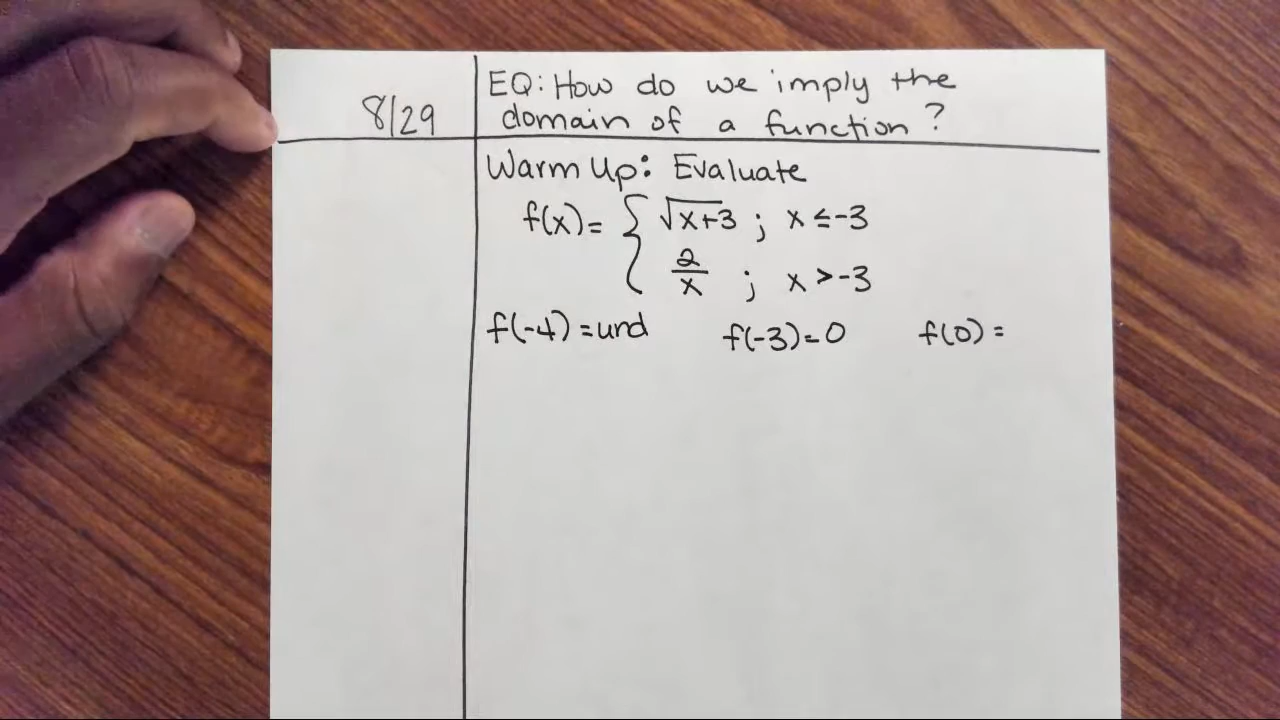 8/29
EQ: How do we imply the
domain of a function?
Warm Up: Evaluate
f(x)= { √x+3 ; x ≤ -3
2/x ; x > -3
f(-4) = und f(-3) = 0 f(0) =